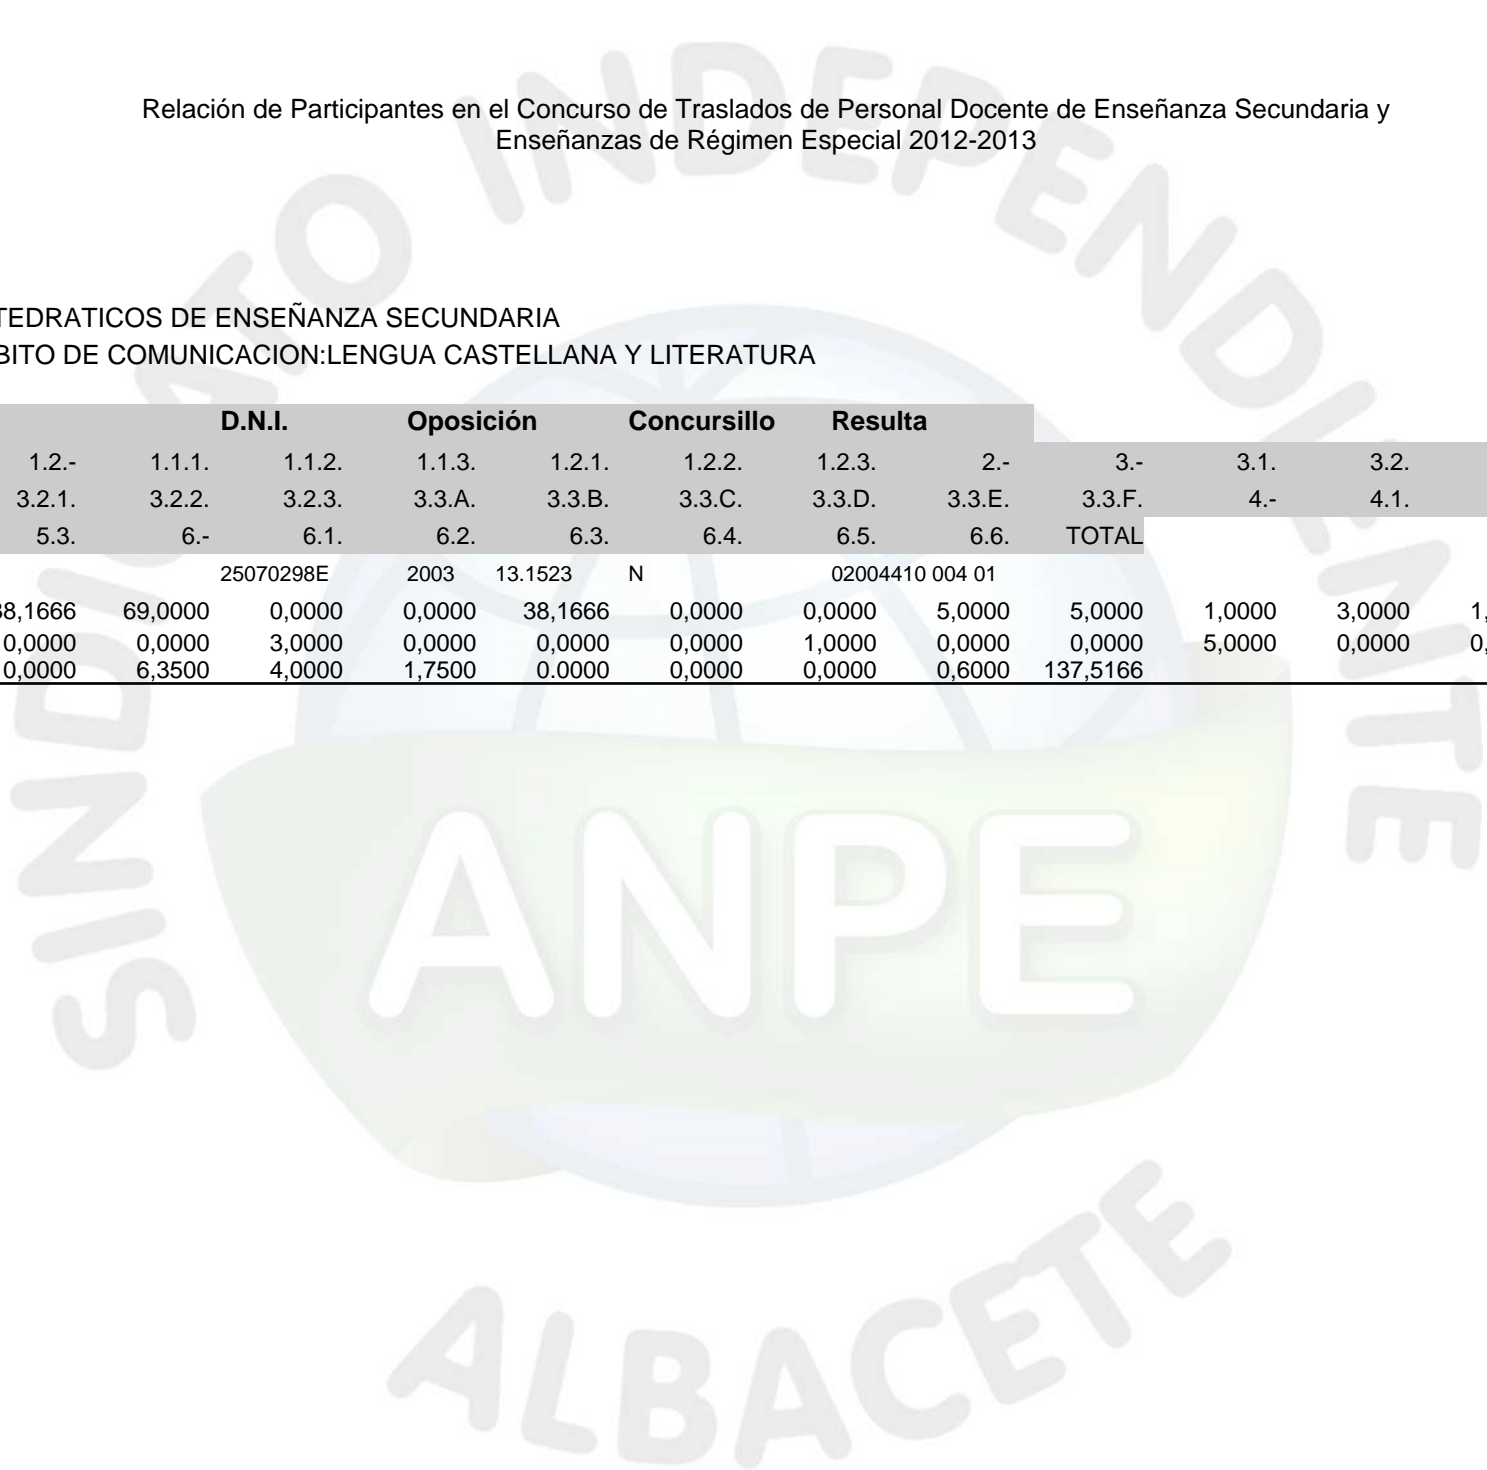 Relación de Participantes en el Concurso de Traslados de Personal Docente de Enseñanza Secundaria y
Enseñanzas de Régimen Especial 2012-2013
TEDRATICOS DE ENSEÑANZA SECUNDARIA
BITO DE COMUNICACION:LENGUA CASTELLANA Y LITERATURA
D.N.I. Oposición Concursillo Resulta
1.2.- 1.1.1. 1.1.2. 1.1.3. 1.2.1. 1.2.2. 1.2.3. 2.- 3.- 3.1. 3.2.
3.2.1. 3.2.2. 3.2.3. 3.3.A. 3.3.B. 3.3.C. 3.3.D. 3.3.E. 3.3.F. 4.- 4.1.
5.3. 6.- 6.1. 6.2. 6.3. 6.4. 6.5. 6.6. TOTAL
25070298E 2003 13.1523 N 02004410 004 01
38,1666 69,0000 0,0000 0,0000 38,1666 0,0000 0,0000 5,0000 5,0000 1,0000 3,0000 1,
0,0000 0,0000 3,0000 0,0000 0,0000 0,0000 1,0000 0,0000 0,0000 5,0000 0,0000 0,
0,0000 6,3500 4,0000 1,7500 0.0000 0,0000 0,0000 0,6000 137,5166
SINDICATO INDEPENDIENTE
ANPE
ALBACETE